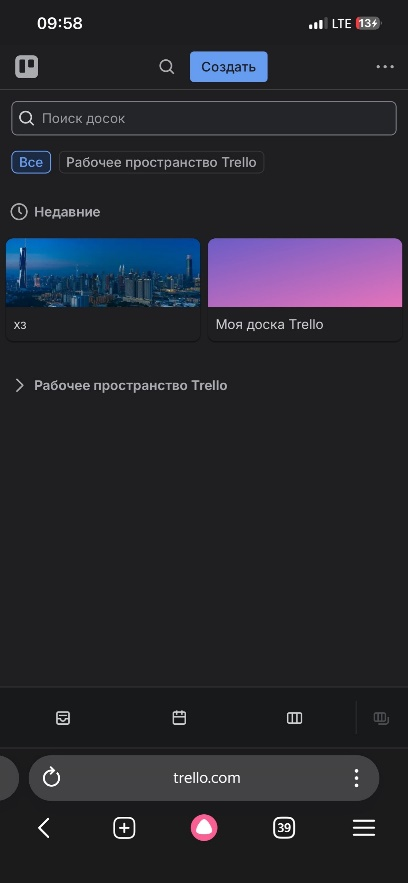 09:58
LTE 13
Создать
Поиск досок
Все
Рабочее пространство Trello
Недавние
хз
Моя доска Trello
Рабочее пространство Trello
trello.com
39